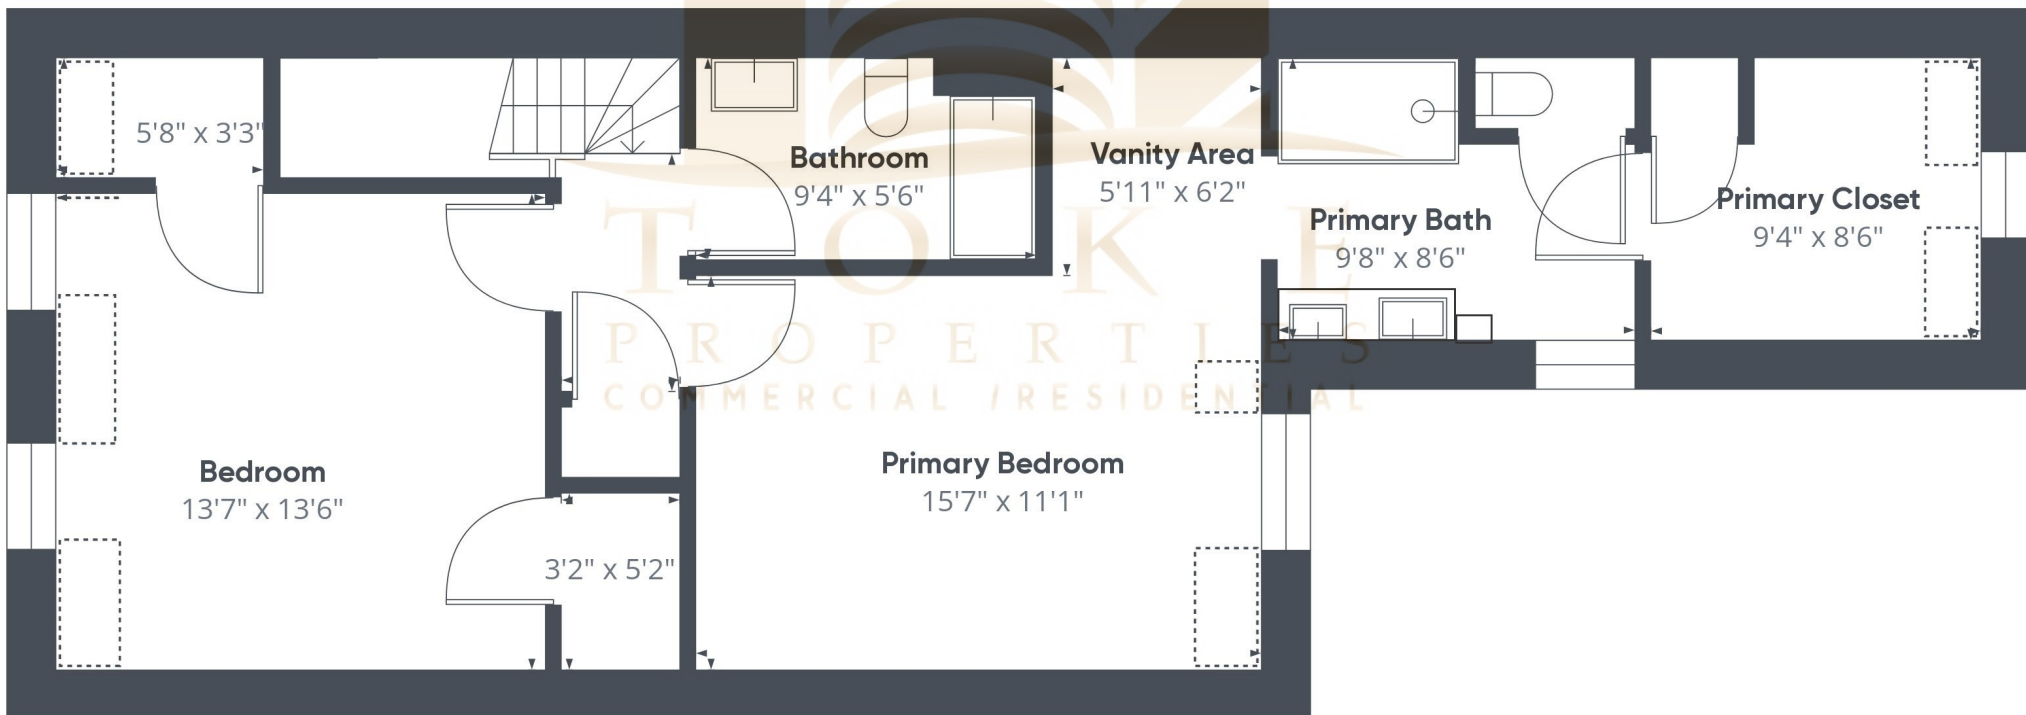 5'8" x 3'3"
Bathroom
9'4" x 5'6"
Vanity Area
5'11" x 6'2"
Primary Bath
9'8" x 8'6"
Primary Closet
9'4" x 8'6"
TOKE
PROPERTIES
COMMERCIAL /RESIDENTIAL
Bedroom
13'7" x 13'6"
Primary Bedroom
15'7" x 11'1"
3'2" x 5'2"